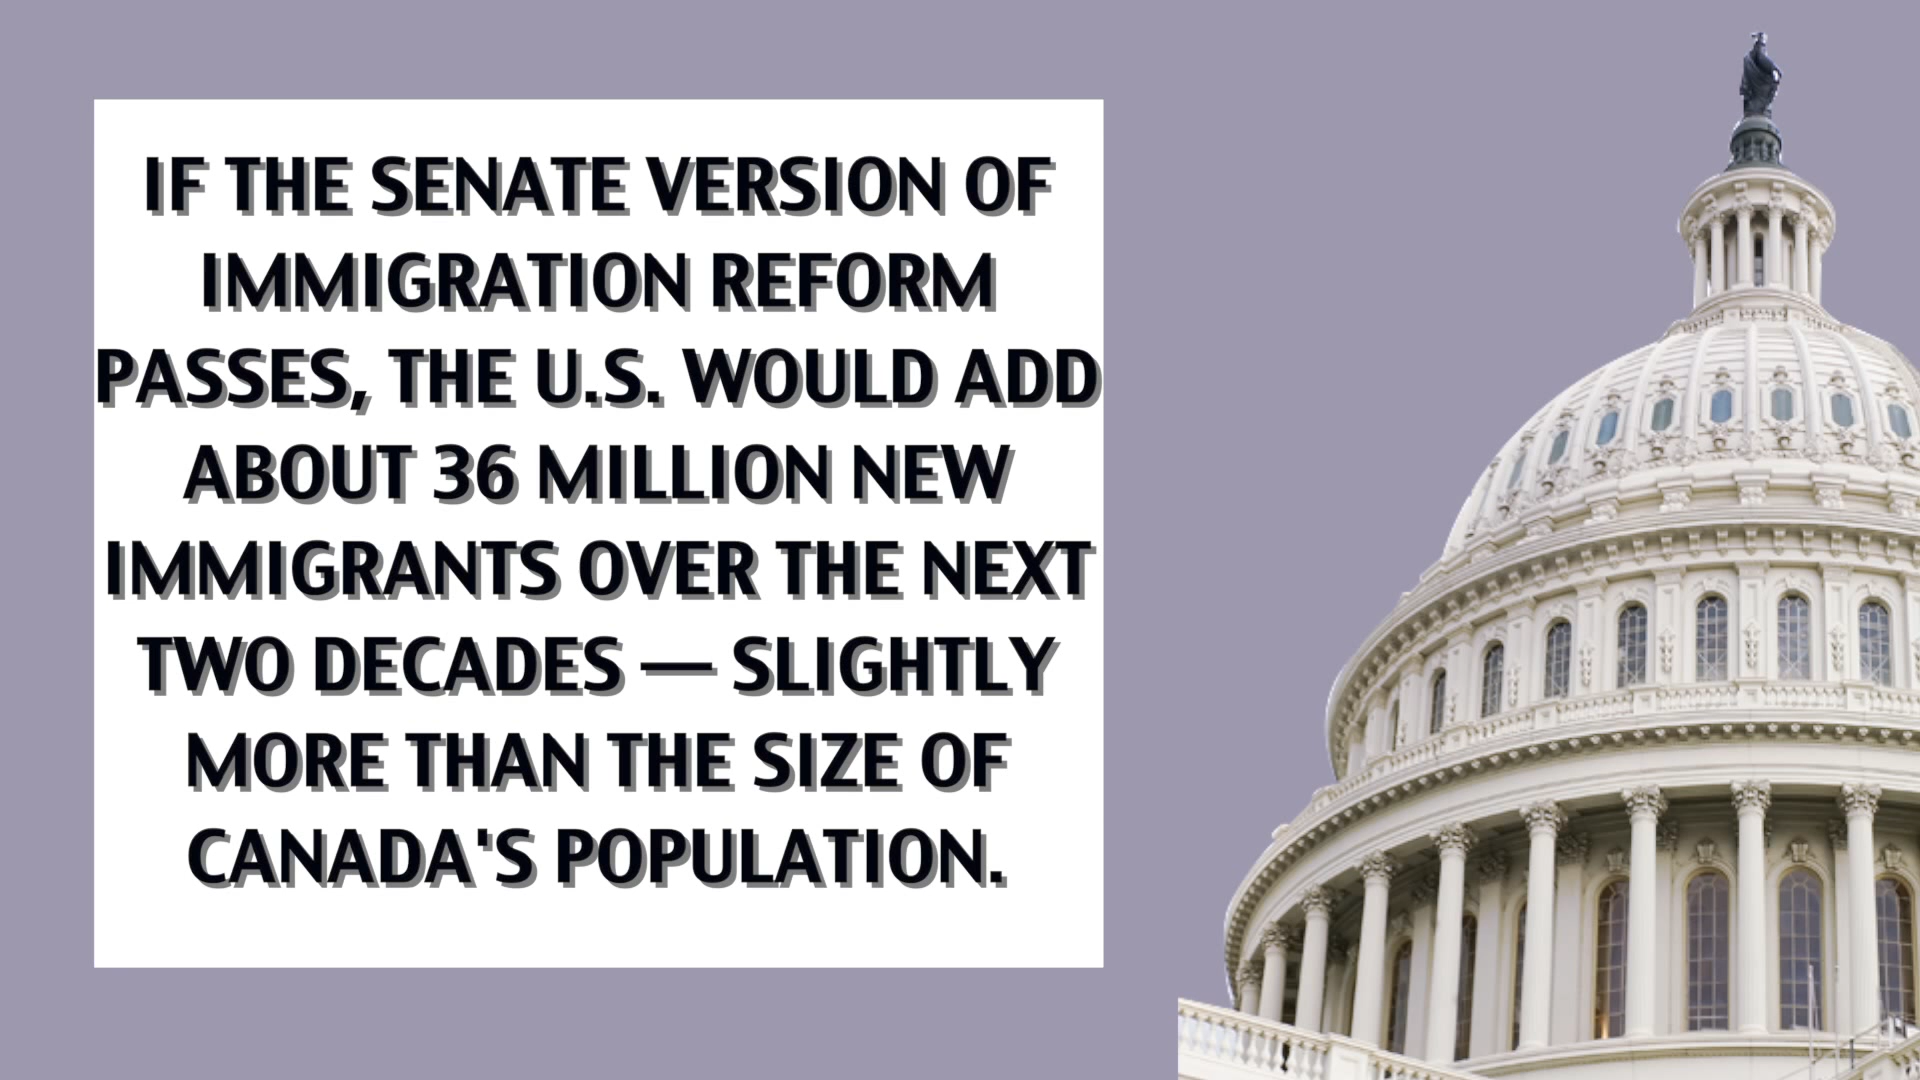 IF THE SENATE VERSION OF
IMMIGRATION REFORM
PASSES, THE U.S. WOULD ADD
ABOUT 36 MILLION NEW
IMMIGRANTS OVER THE NEXT
TWO DECADES — SLIGHTLY
MORE THAN THE SIZE OF
CANADA'S POPULATION.